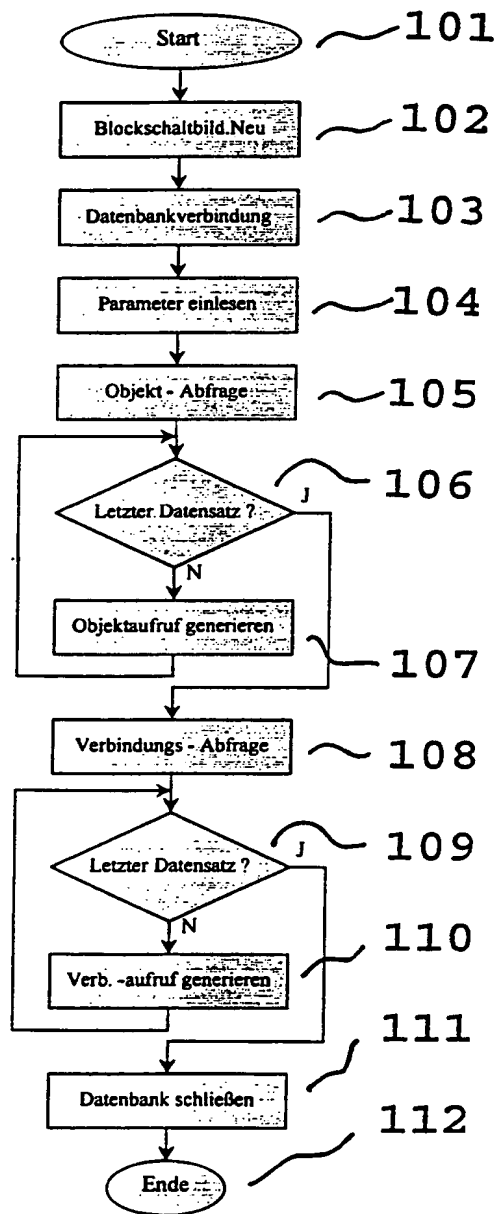 Start 101
Blockschaltbild.Neu 102
Datenbankverbindung 103
Parameter einlesen 104
Objekt - Abfrage 105
106
Letzter Datensatz ? J
N
Objektaufruf generieren
107
Verbindungs - Abfrage 108
109
Letzter Datensatz ? J
N
110
Verb. -aufruf generieren
111
Datenbank schließen
112
Ende